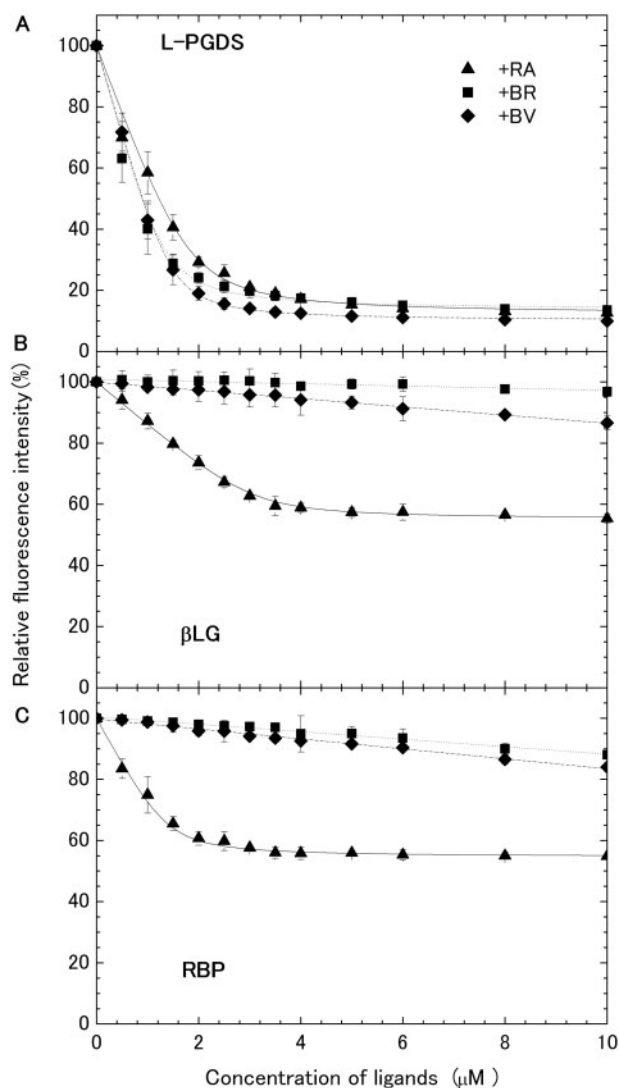 A
L-PGDS
100
80
60
40
20
0
+RA
+BR
+BV
B
100
80
60
40
20
0
βLG
Relative fluorescence intensity(%)
C
100
80
60
40
20
0
RBP
0 2 4 6 8 10
Concentration of ligands (μM)